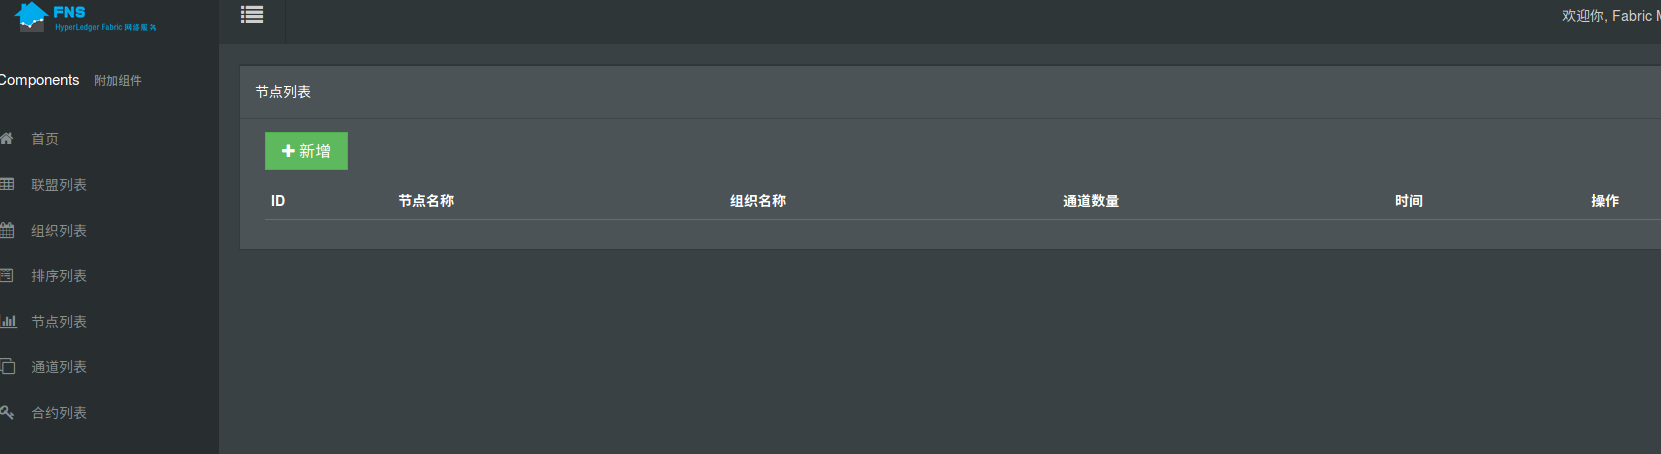 FNS
HyperLedger Fabric 网络服务
欢迎你, Fabric
Components 附加组件
首页
联盟列表
组织列表
排序列表
节点列表
通道列表
合约列表
节点列表
新增
ID 节点名称 组织名称 通道数量 时间 操作